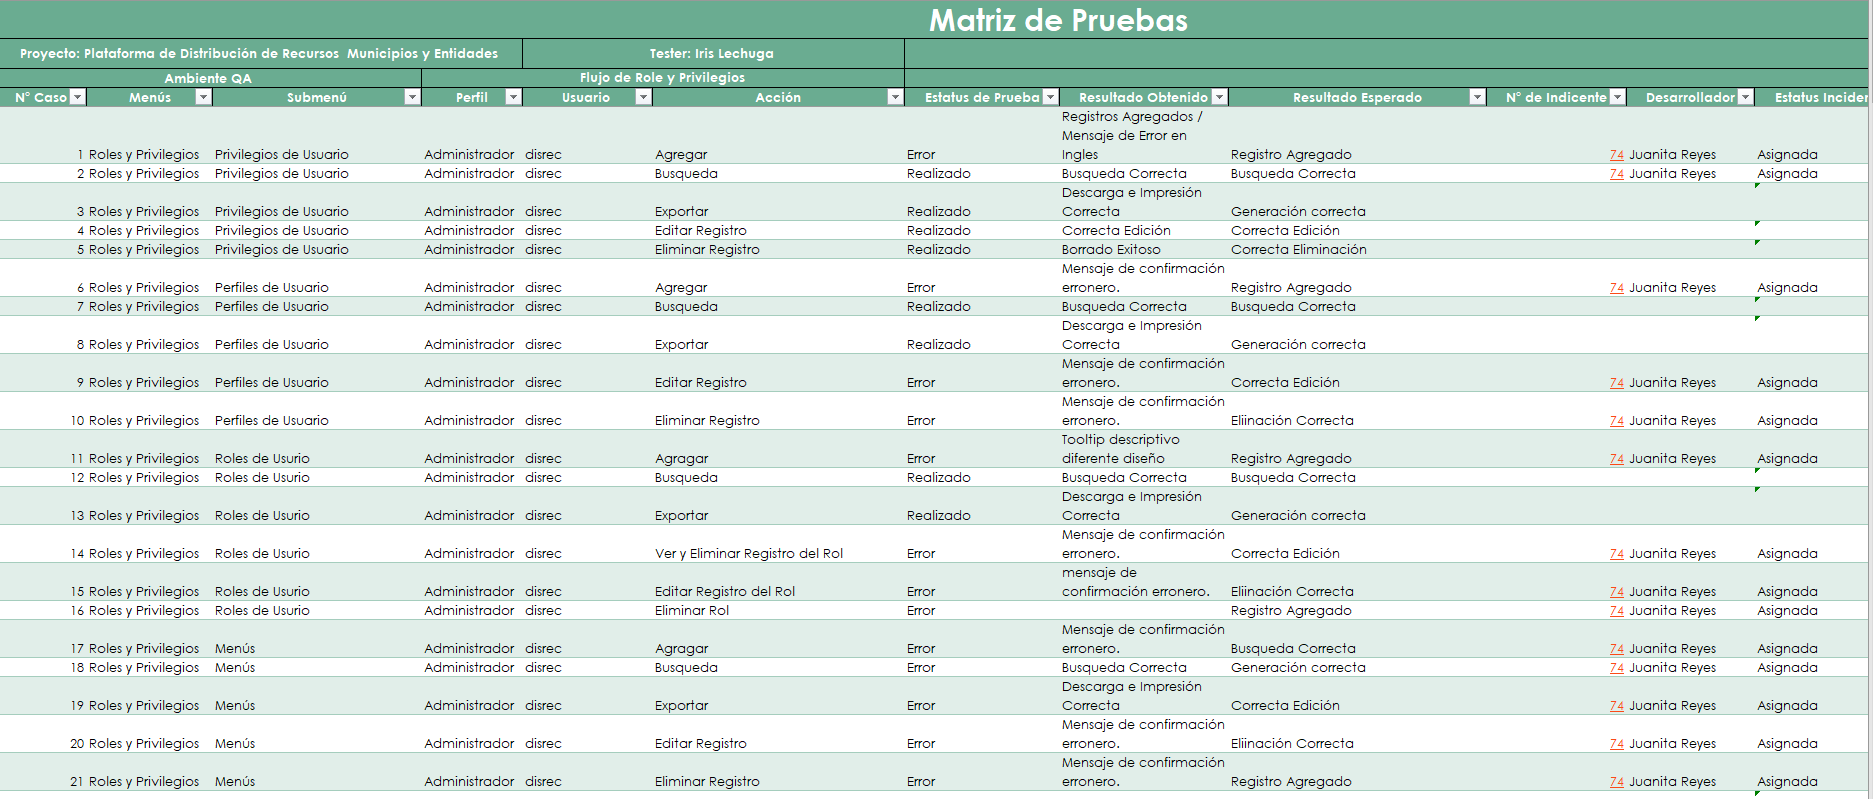 Matriz de Pruebas
Proyecto: Plataforma de Distribución de Recursos Municipios y Entidades Tester: Iris Lechuga
Ambiente QA Flujo de Role y Privilegios
N° Caso Menús Submenú Perfil Usuario Acción Estatus de Prueba Resultado Obtenido Resultado Esperado N° de Indicente Desarrollador Estatus Inciden
Registros Agregados /
Mensaje de Error en
1 Roles y Privilegios Privilegios de Usuario Administrador disrec Agregar Error Ingles Registro Agregado 74 Juanita Reyes Asignada
2 Roles y Privilegios Privilegios de Usuario Administrador disrec Busqueda Realizado Busqueda Correcta Busqueda Correcta 74 Juanita Reyes Asignada
Descarga e Impresión
3 Roles y Privilegios Privilegios de Usuario Administrador disrec Exportar Realizado Correcta Generación correcta
4 Roles y Privilegios Privilegios de Usuario Administrador disrec Editar Registro Realizado Correcta Edición Correcta Edición
5 Roles y Privilegios Privilegios de Usuario Administrador disrec Eliminar Registro Realizado Borrado Exitoso Correcta Eliminación
Mensaje de confirmación
6 Roles y Privilegios Perfiles de Usuario Administrador disrec Agregar Error erronero. Registro Agregado 74 Juanita Reyes Asignada
7 Roles y Privilegios Perfiles de Usuario Administrador disrec Busqueda Realizado Busqueda Correcta Busqueda Correcta
Descarga e Impresión
8 Roles y Privilegios Perfiles de Usuario Administrador disrec Exportar Realizado Correcta Generación correcta
Mensaje de confirmación
9 Roles y Privilegios Perfiles de Usuario Administrador disrec Editar Registro Error erronero. Correcta Edición 74 Juanita Reyes Asignada
Mensaje de confirmación
10 Roles y Privilegios Perfiles de Usuario Administrador disrec Eliminar Registro Error erronero. Eliinación Correcta 74 Juanita Reyes Asignada
Tooltip descriptivo
11 Roles y Privilegios Roles de Usurio Administrador disrec Agragar Error diferente diseño Registro Agregado 74 Juanita Reyes Asignada
12 Roles y Privilegios Roles de Usurio Administrador disrec Busqueda Realizado Busqueda Correcta Busqueda Correcta
Descarga e Impresión
13 Roles y Privilegios Roles de Usurio Administrador disrec Exportar Realizado Correcta Generación correcta
Mensaje de confirmación
14 Roles y Privilegios Roles de Usurio Administrador disrec Ver y Eliminar Registro del Rol Error erronero. Correcta Edición 74 Juanita Reyes Asignada
mensaje de
15 Roles y Privilegios Roles de Usurio Administrador disrec Editar Registro del Rol Error confirmación erronero. Eliinación Correcta 74 Juanita Reyes Asignada
16 Roles y Privilegios Roles de Usurio Administrador disrec Eliminar Rol Error Registro Agregado 74 Juanita Reyes Asignada
Mensaje de confirmación
17 Roles y Privilegios Menús Administrador disrec Agragar Error erronero. Busqueda Correcta 74 Juanita Reyes Asignada
18 Roles y Privilegios Menús Administrador disrec Busqueda Error Busqueda Correcta Generación correcta 74 Juanita Reyes Asignada
Descarga e Impresión
19 Roles y Privilegios Menús Administrador disrec Exportar Error Correcta Correcta Edición 74 Juanita Reyes Asignada
Mensaje de confirmación
20 Roles y Privilegios Menús Administrador disrec Editar Registro Error erronero. Eliinación Correcta 74 Juanita Reyes Asignada
Mensaje de confirmación
21 Roles y Privilegios Menús Administrador disrec Eliminar Registro Error erronero. Registro Agregado 74 Juanita Reyes Asignada